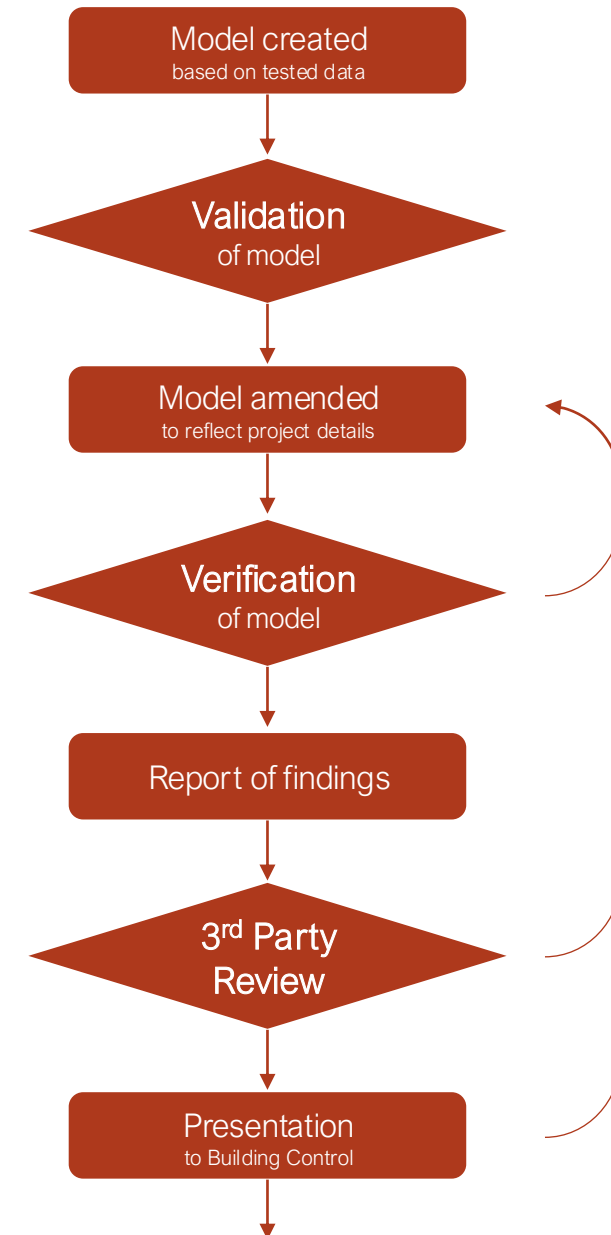 Model created
based on tested data
Validation
of model
Model amended
to reflect project details
Verification
of model
Report of findings
3rd Party
Review
Presentation
to Building Control